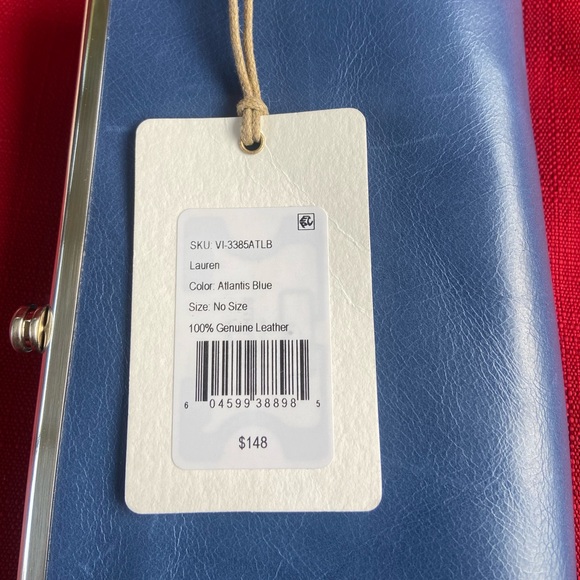 SKU: VI-3385ATLB
Lauren
Color: Atlantis Blue
Size: No Size
100% Genuine Leather
6 04599 38898 5
$148